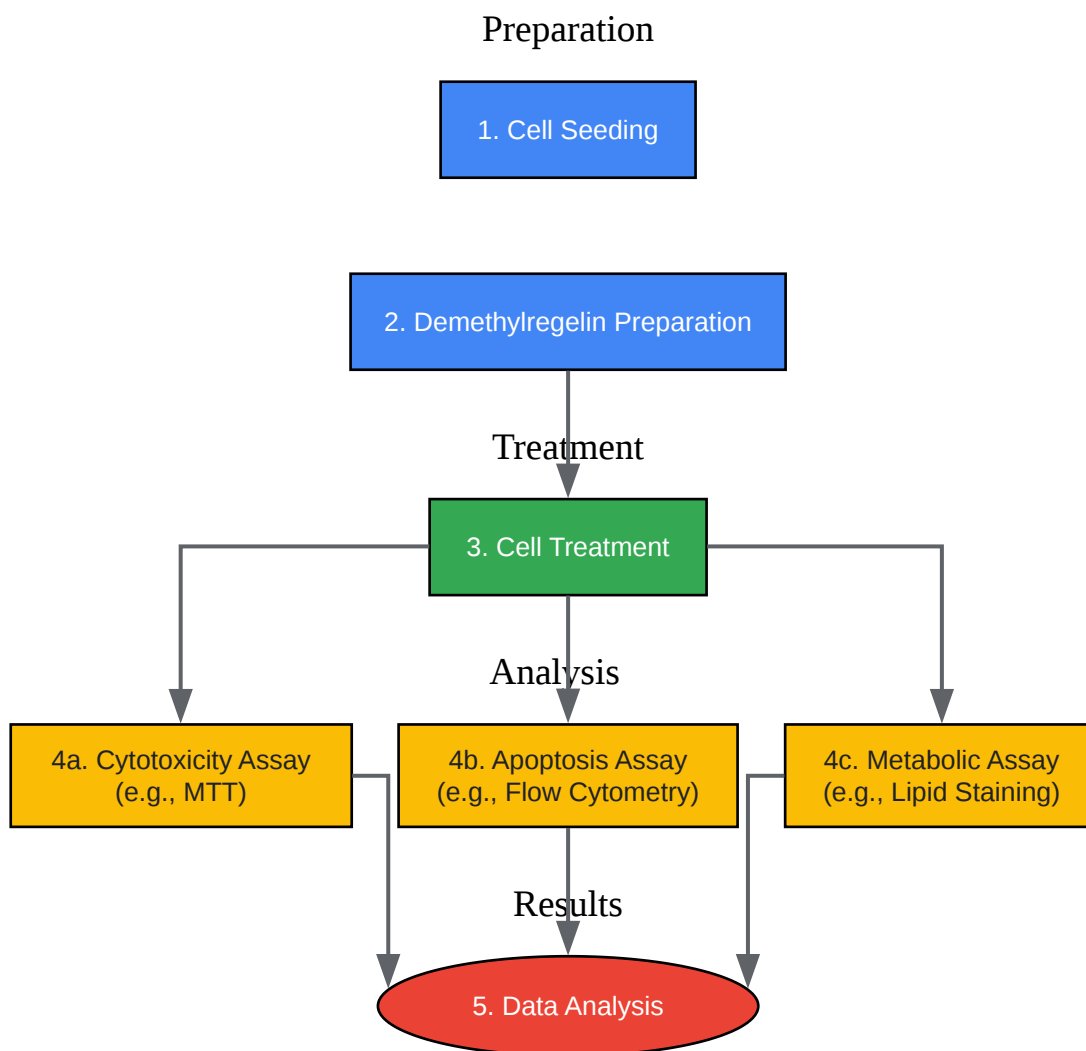 Preparation
1. Cell Seeding
2. Demethylregelin Preparation
Treatment
3. Cell Treatment
Analysis
4a. Cytotoxicity Assay
(e.g., MTT)
4b. Apoptosis Assay
(e.g., Flow Cytometry)
4c. Metabolic Assay
(e.g., Lipid Staining)
Results
5. Data Analysis